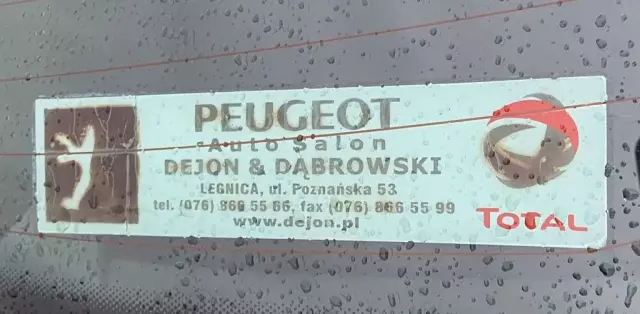 PEUGEOT
Auto Salon
DEJON & DĄBROWSKI
LEGNICA, ul. Poznańska 53
tel. (076) 866 55 66, fax (076) 866 55 99
www.dejon.pl
TOTAL